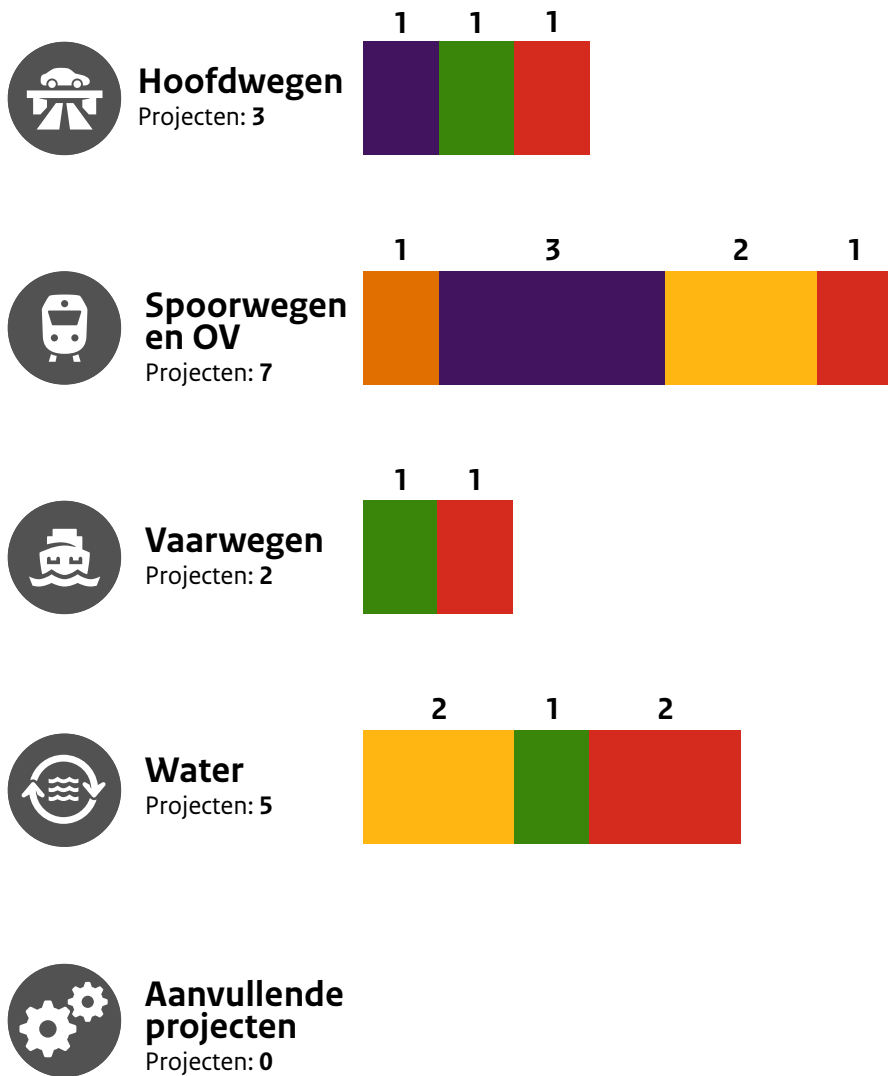 1 1 1
Hoofdwegen
Projecten: 3
1 3 2 1
Spoorwegen
en OV
Projecten: 7
1 1
Vaarwegen
Projecten: 2
2 1 2
Water
Projecten: 5
Aanvullende
projecten
Projecten: 0